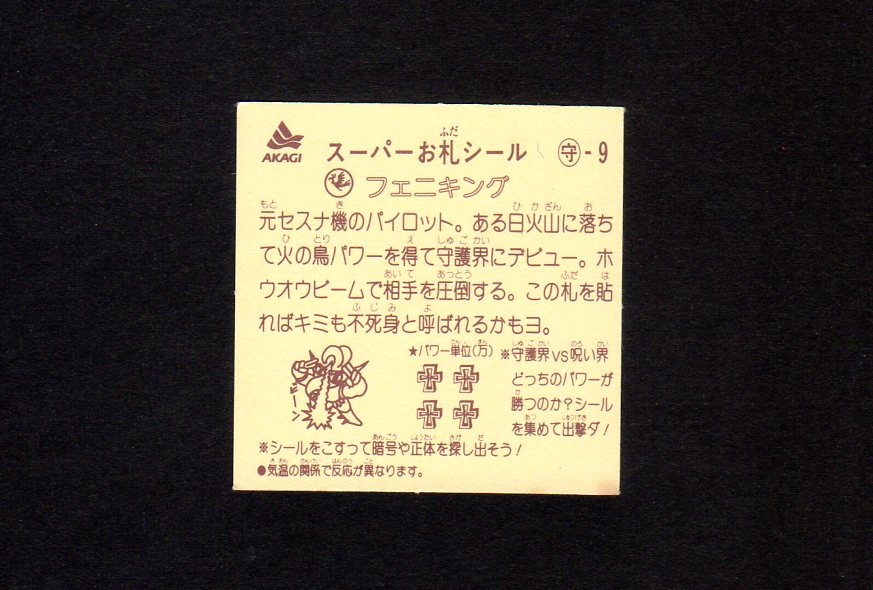 AKAGI
スーパーお札シール 守-9
フェニキング
元セスナ機のパイロット。ある日火山に落ち
て火の鳥パワーを得て守護界にデビュー。ホ
ウオウビームで相手を圧倒する。この札を貼
ればキミも不死身と呼ばれるかもヨ。
ビーン
★パワー単位(万)
※守護界VS呪い界
どっちのパワーが
勝つのか?シール
を集めて出撃ダ!
※シールをこすって暗号や正体を探し出そう!
●気温の関係で反応が異なります。